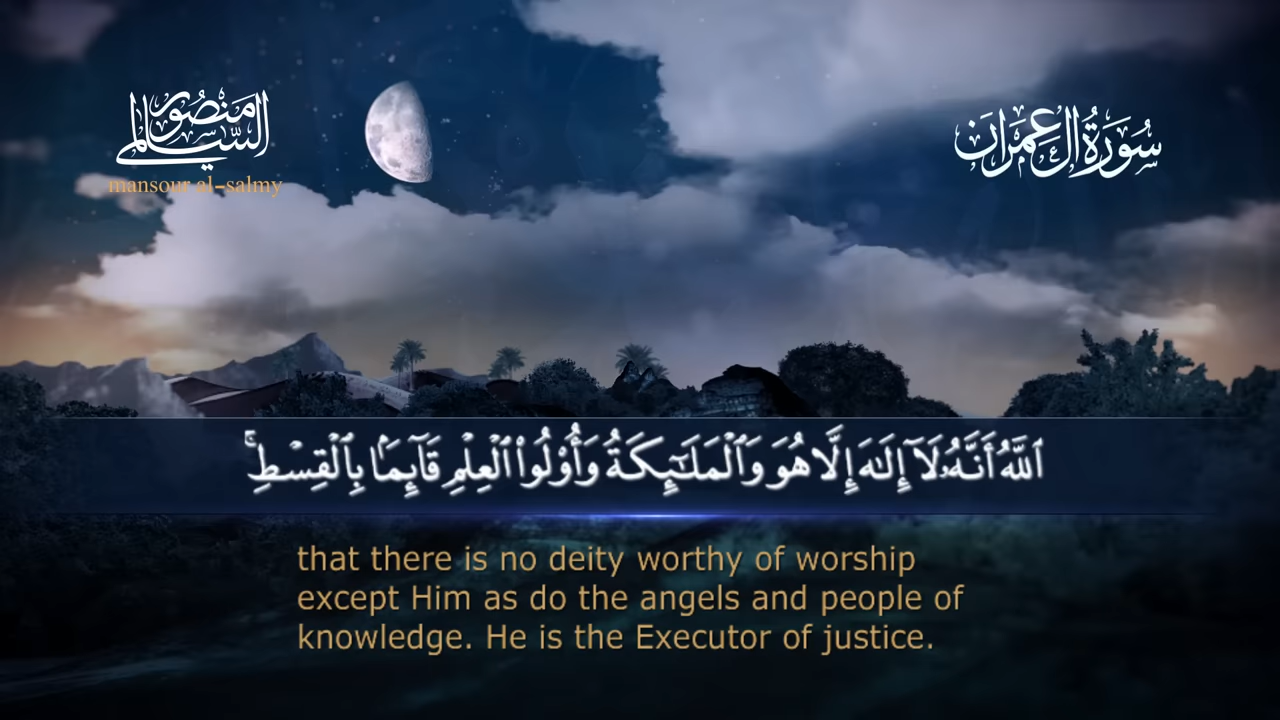 منصور
السالمي
mansour al-salmy
سُورَةُ آلِ عِمْرَان
ٱللَّهُ أَنَّهُۥ لَآ إِلَٰهَ إِلَّا هُوَ وَٱلْمَلَٰٓئِكَةُ وَأُو۟لُوا۟ ٱلْعِلْمِ قَآئِمَۢا بِٱلْقِسْطِ ۚ
that there is no deity worthy of worship
except Him as do the angels and people of
knowledge. He is the Executor of justice.